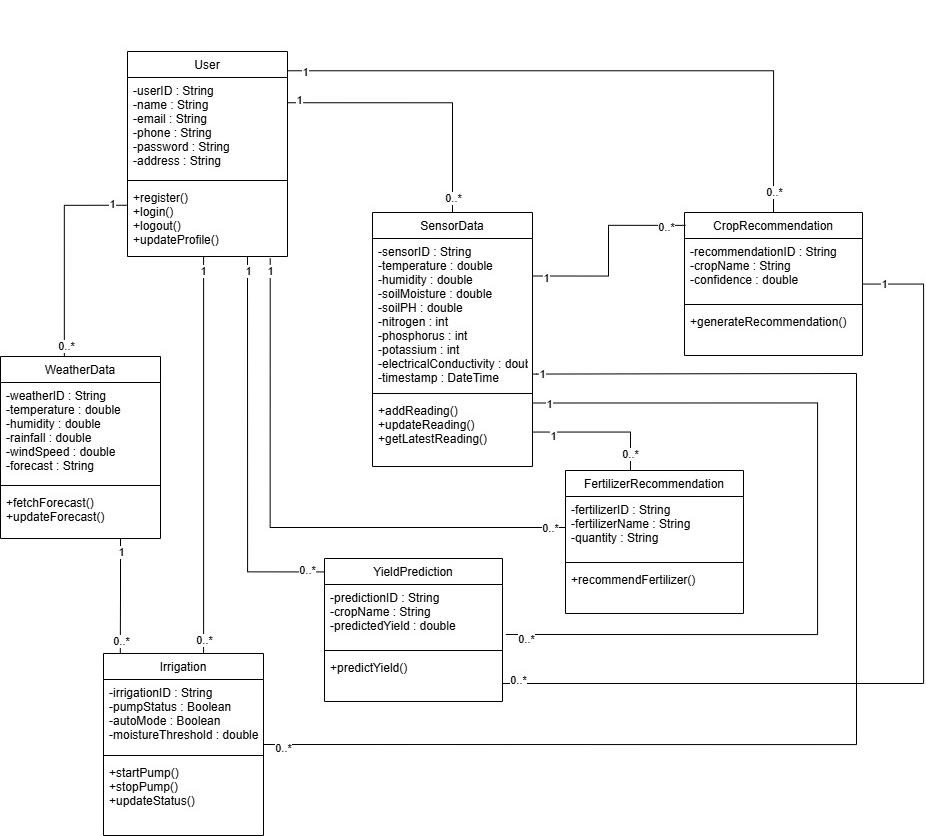 User
-userID : String
-name : String
-email : String
-phone : String
-password : String
-address : String
+register()
+login()
+logout()
+updateProfile()
1
1
1
1
1
1
0..*
0..*
0..*
SensorData
-sensorID : String
-temperature : double
-humidity : double
-soilMoisture : double
-soilPH : double
-nitrogen : int
-phosphorus : int
-potassium : int
-electricalConductivity : doub
-timestamp : DateTime
+addReading()
+updateReading()
+getLatestReading()
1
1
1
1
0..*
0..*
CropRecommendation
-recommendationID : String
-cropName : String
-confidence : double
+generateRecommendation()
1
WeatherData
-weatherID : String
-temperature : double
-humidity : double
-rainfall : double
-windSpeed : double
-forecast : String
+fetchForecast()
+updateForecast()
1
FertilizerRecommendation
-fertilizerID : String
-fertilizerName : String
-quantity : String
+recommendFertilizer()
0..*
0..*
YieldPrediction
-predictionID : String
-cropName : String
-predictedYield : double
+predictYield()
0..*
0..*
0..*
0..*
Irrigation
-irrigationID : String
-pumpStatus : Boolean
-autoMode : Boolean
-moistureThreshold : double
+startPump()
+stopPump()
+updateStatus()
0..*